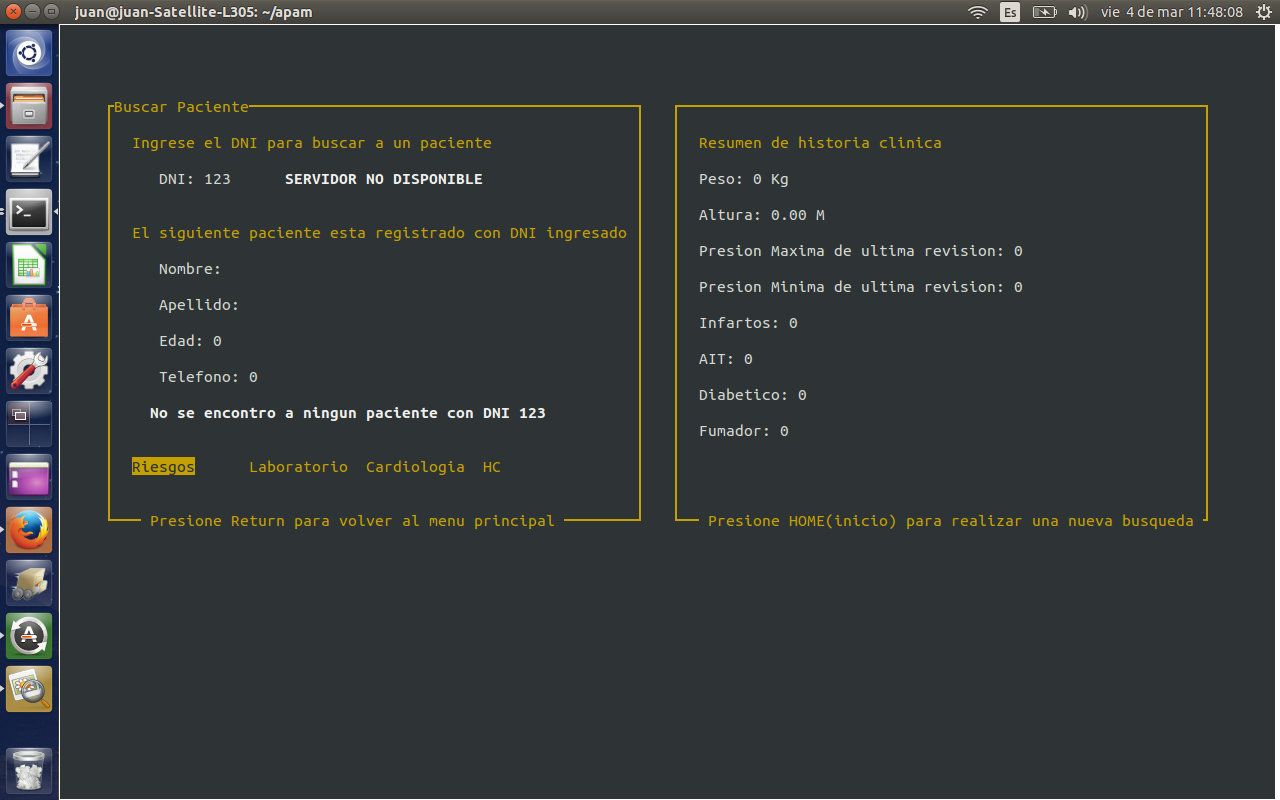 juan@juan-Satellite-L305: ~/apam
Es
vie 4 de mar 11:48:08
Buscar Paciente
Ingrese el DNI para buscar a un paciente
DNI: 123 SERVIDOR NO DISPONIBLE
El siguiente paciente esta registrado con DNI ingresado
Nombre:
Apellido:
Edad: 0
Telefono: 0
No se encontro a ningun paciente con DNI 123
Riesgos Laboratorio Cardiologia HC
Presione Return para volver al menu principal
Resumen de historia clinica
Peso: 0 Kg
Altura: 0.00 M
Presion Maxima de ultima revision: 0
Presion Minima de ultima revision: 0
Infartos: 0
AIT: 0
Diabetico: 0
Fumador: 0
Presione HOME(inicio) para realizar una nueva busqueda